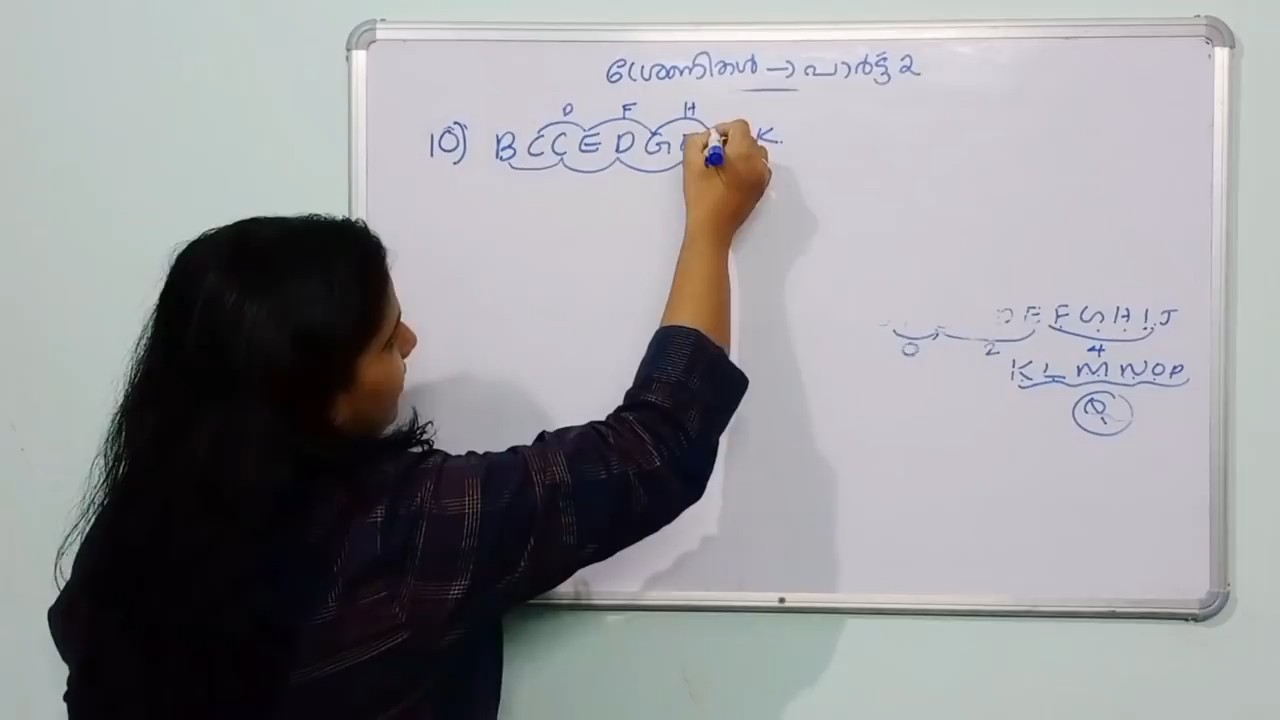 ശ്രേണികൾ → പാർട്ട് 2
D F H
10) B C C E D G K
D E F G H I J
0 2 4
K L M N O P
Q